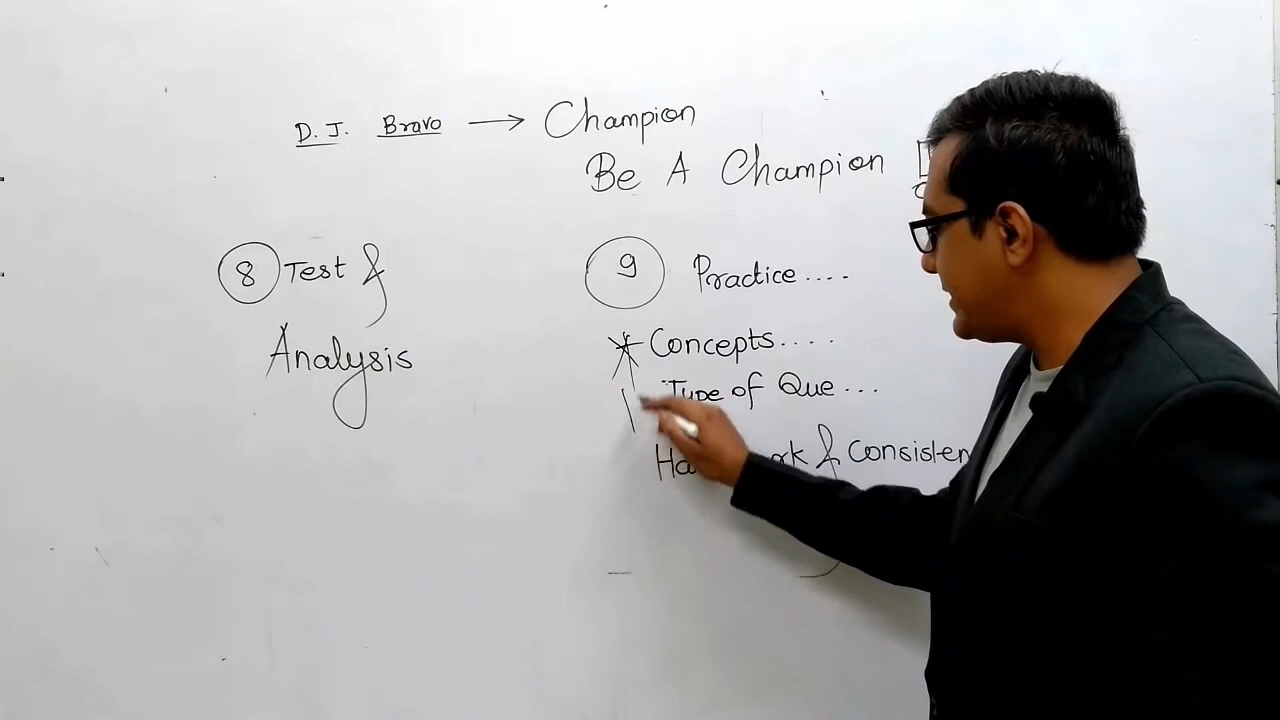 D. J. Bravo → Champion
Be A Champion
8 Test &
Analysis
9 Practice ....
* Concepts ....
Type of Que ...
& Consisten